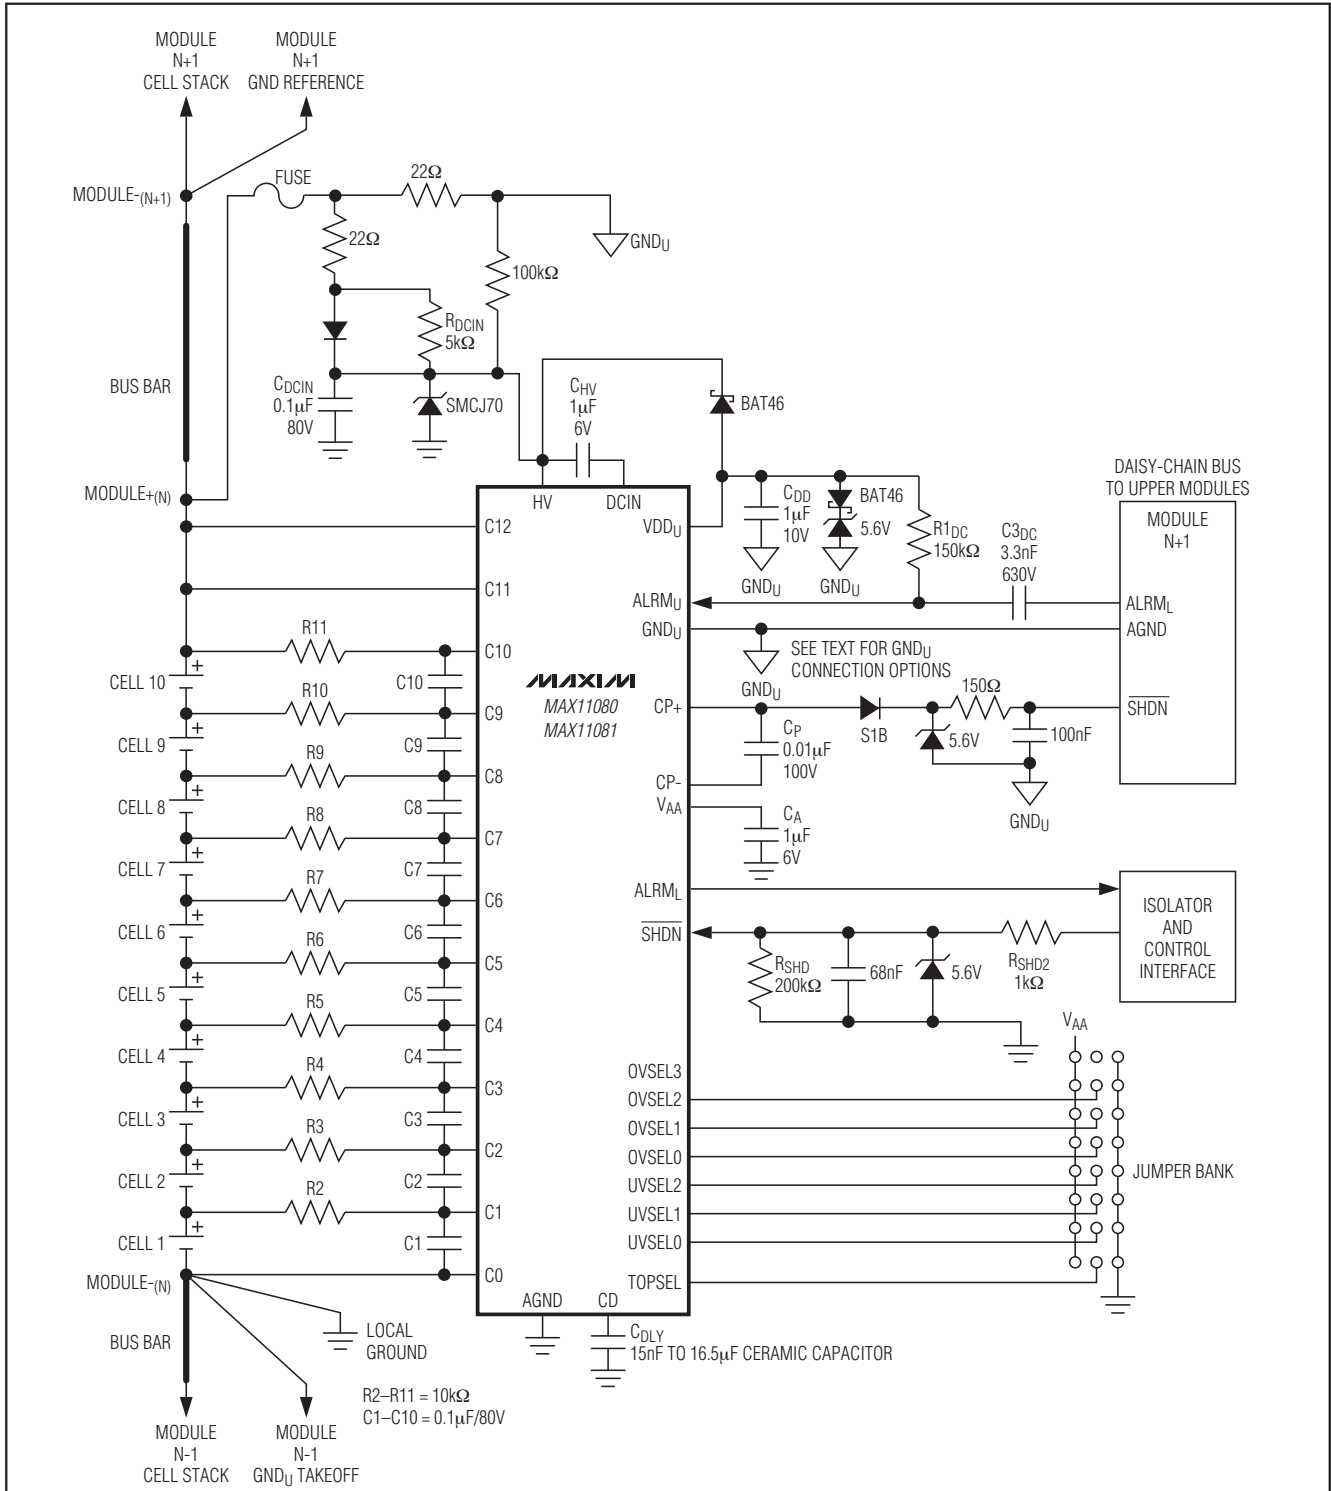 MODULE
N+1
CELL STACK
MODULE
N+1
GND REFERENCE
MODULE-(N+1)
FUSE
22Ω
22Ω
GNDU
100kΩ
RDCIN
5kΩ
BUS BAR
CDCIN
0.1µF
80V
SMCJ70
CHV
1µF
6V
BAT46
MODULE+(N)
HV
DCIN
DAISY-CHAIN BUS
TO UPPER MODULES
MODULE
N+1
C12
VDDU
CDD
1µF
10V
BAT46
5.6V
R1DC
150kΩ
C3DC
3.3nF
630V
GNDU
GNDU
C11
ALRMU
ALRML
GNDU
AGND
SEE TEXT FOR GNDU
CONNECTION OPTIONS
GNDU
R11
C10
CELL 10
+
C10
MAXIM
MAX11080
MAX11081
R10
C9
CP+
150Ω
SHDN
S1B
5.6V
100nF
CP
0.01µF
100V
CELL 9
+
C9
R9
C8
CP-
GNDU
CELL 8
+
C8
VAA
CA
1µF
6V
R8
C7
CELL 7
+
C7
R7
C6
ALRML
ISOLATOR
AND
CONTROL
INTERFACE
CELL 6
+
C6
SHDN
R6
C5
RSHD
200kΩ
68nF
5.6V
RSHD2
1kΩ
CELL 5
+
C5
R5
C4
VAA
CELL 4
+
C4
R4
C3
OVSEL3
OVSEL2
CELL 3
+
C3
OVSEL1
R3
C2
OVSEL0
CELL 2
+
C2
UVSEL2
JUMPER BANK
R2
C1
UVSEL1
CELL 1
+
C1
UVSEL0
MODULE-(N)
C0
TOPSEL
AGND
CD
BUS BAR
LOCAL
GROUND
CDLY
15nF TO 16.5µF CERAMIC CAPACITOR
R2–R11 = 10kΩ
C1–C10 = 0.1µF/80V
MODULE
N-1
CELL STACK
MODULE
N-1
GNDU TAKEOFF